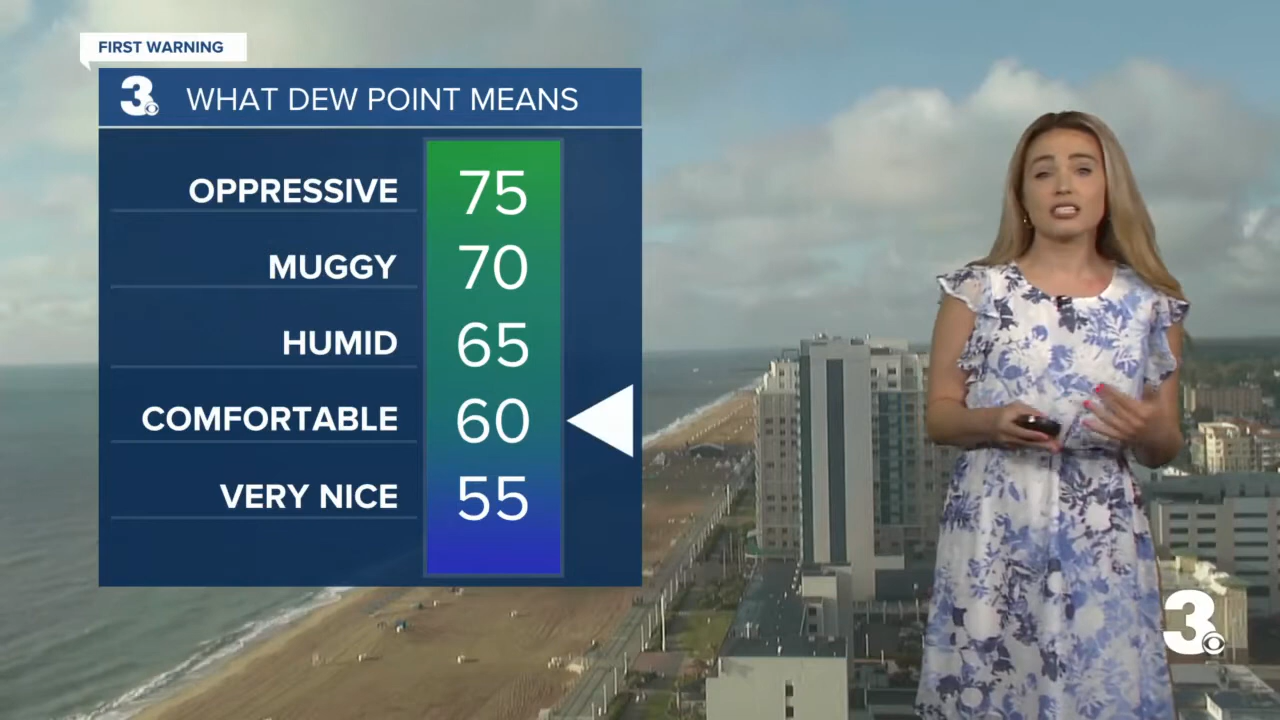 FIRST WARNING
3 WHAT DEW POINT MEANS
OPPRESSIVE 75
MUGGY 70
HUMID 65
COMFORTABLE 60
VERY NICE 55
3